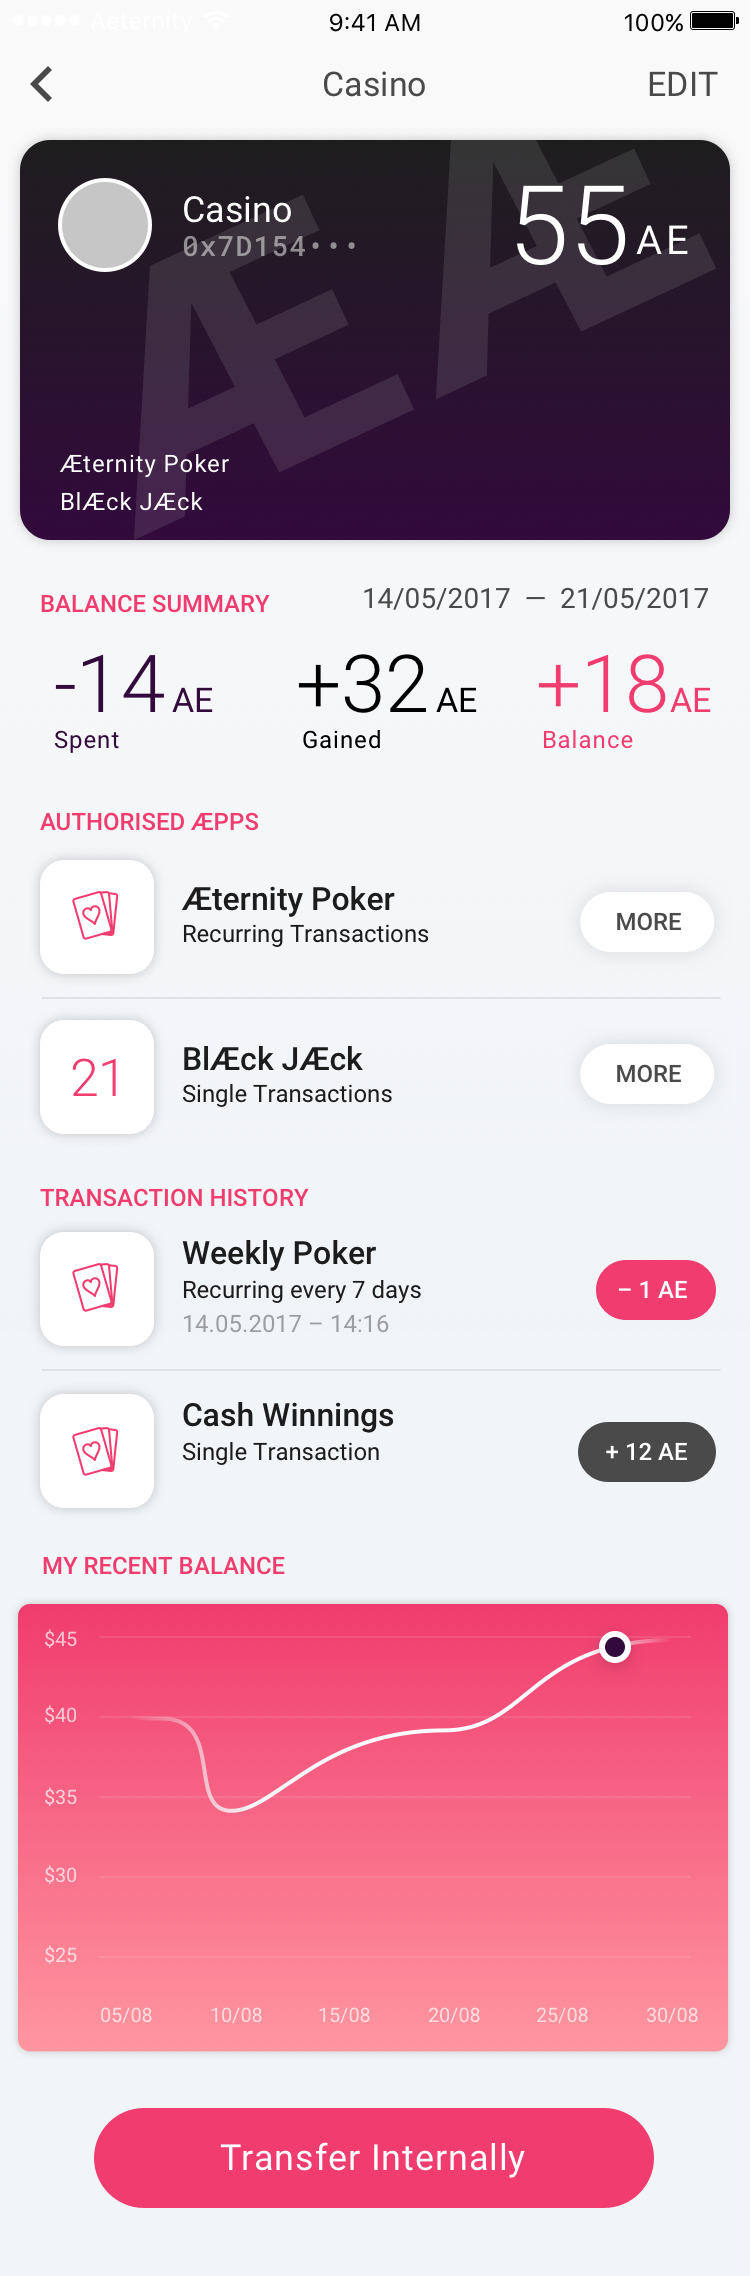 ●●●●● Aeternity 9:41 AM 100%
Casino EDIT
Casino
0x7D154···
55 AE
Æternity Poker
BlÆck JÆck
BALANCE SUMMARY 14/05/2017 — 21/05/2017
-14 AE +32 AE +18 AE
Spent Gained Balance
AUTHORISED ÆPPS
Æternity Poker
Recurring Transactions
MORE
21
BlÆck JÆck
Single Transactions
MORE
TRANSACTION HISTORY
Weekly Poker
Recurring every 7 days
14.05.2017 – 14:16
– 1 AE
Cash Winnings
Single Transaction
+ 12 AE
MY RECENT BALANCE
$45
$40
$35
$30
$25
05/08 10/08 15/08 20/08 25/08 30/08
Transfer Internally